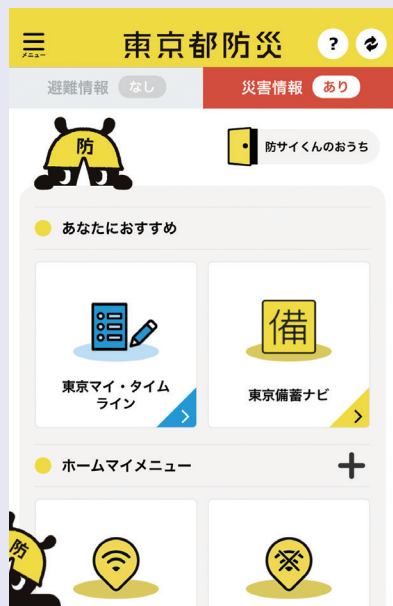 東京都防災
?
メニュー
避難情報 なし
災害情報 あり
防
防サイくんのおうち
あなたにおすすめ
備
東京マイ・タイム
ライン
東京備蓄ナビ
ホームマイメニュー
防